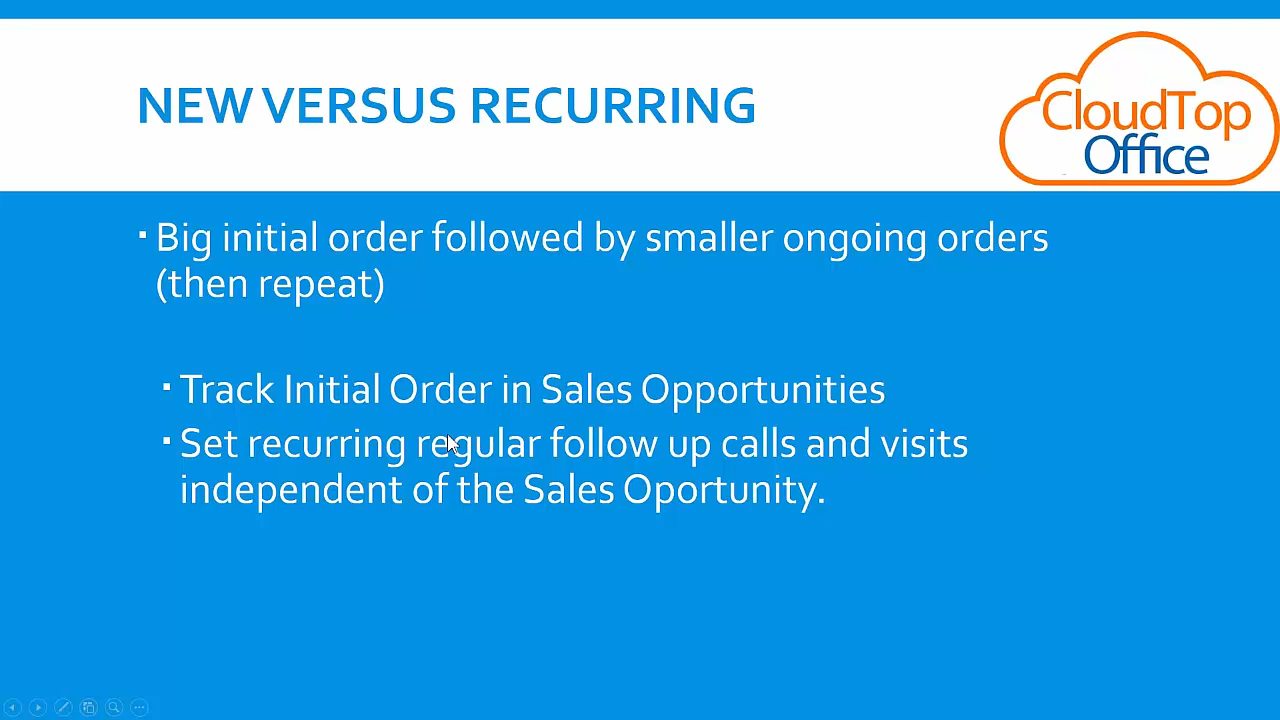 NEW VERSUS RECURRING
CloudTop
Office
▪ Big initial order followed by smaller ongoing orders
(then repeat)
▪ Track Initial Order in Sales Opportunities
▪ Set recurring regular follow up calls and visits
independent of the Sales Oportunity.